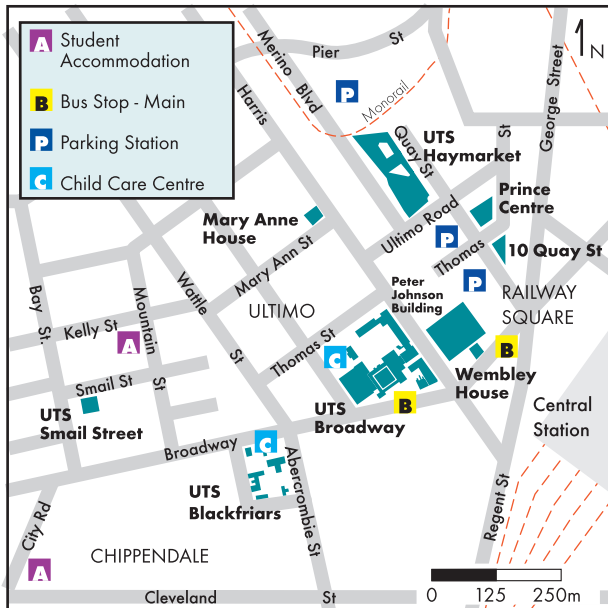 A Student
Accommodation
B Bus Stop - Main
P Parking Station
C Child Care Centre
Pier St
N
Merino Blvd
P
Monorail
George Street
Harris
Quay St
UTS
Haymarket
St
Prince
Centre
Mary Anne
House
Ultimo Road
P
Thomas
10 Quay St
Mary Ann St
Wattle St
P
Peter
Johnson
Building
RAILWAY
SQUARE
Bay St.
Mountain St
ULTIMO
Kelly St
A
Thomas St
C
B
Wembley
House
Smail St
UTS
Smail Street
B
UTS
Broadway
Central
Station
Broadway
C
Abercrombie St
UTS
Blackfriars
Regent St
City Rd
CHIPPENDALE
A
0 125 250m
Cleveland St